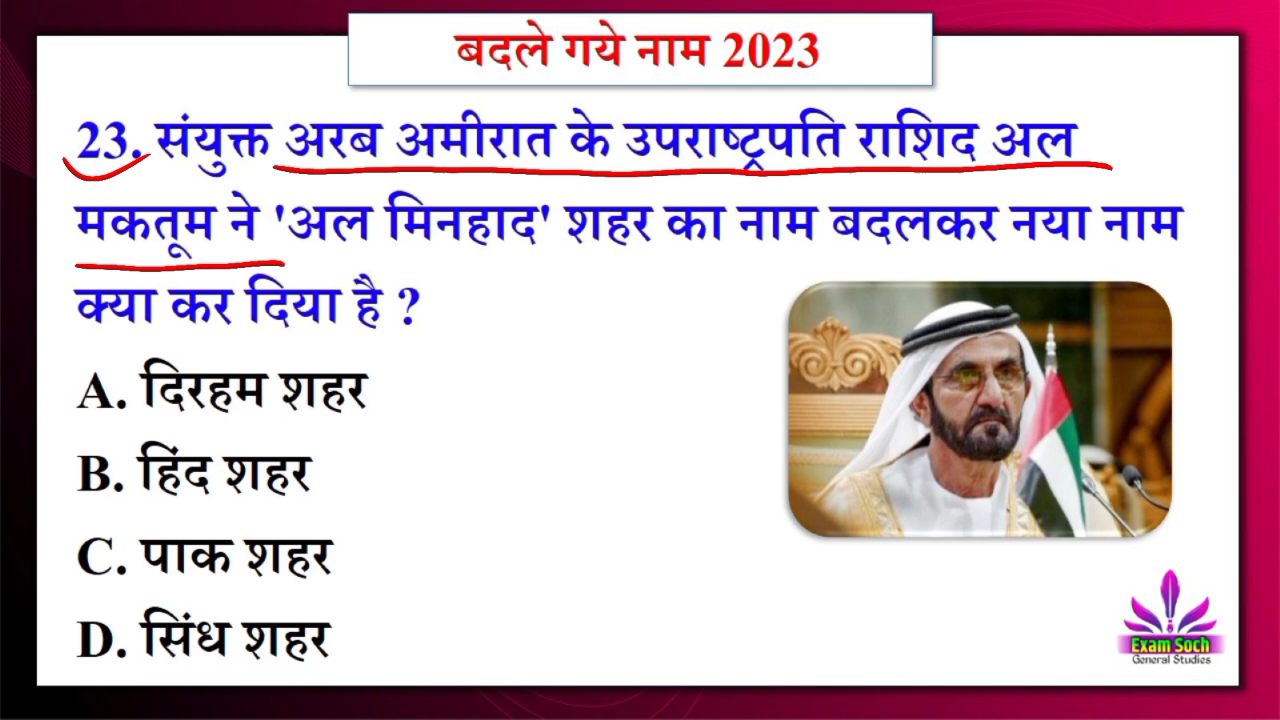 बदले गये नाम 2023
23. संयुक्त अरब अमीरात के उपराष्ट्रपति राशिद अल
मकतूम ने 'अल मिनहाद' शहर का नाम बदलकर नया नाम
क्या कर दिया है ?
A. दिरहम शहर
B. हिंद शहर
C. पाक शहर
D. सिंध शहर
Exam Soch
General Studies